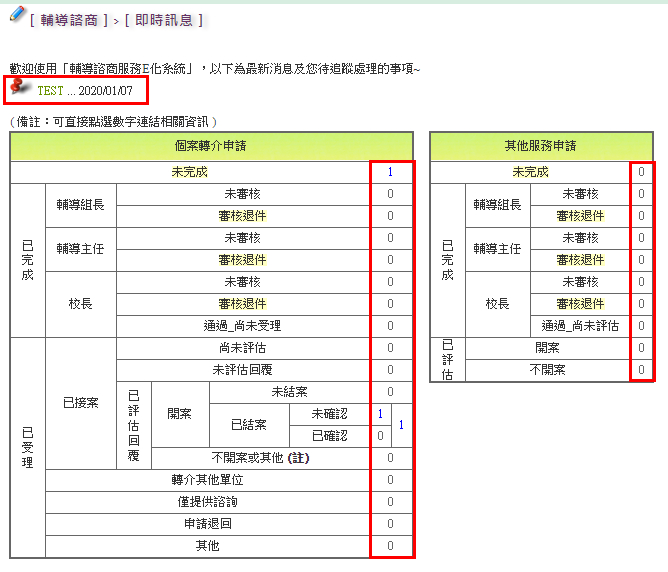 [ 輔導諮商 ] > [ 即時訊息 ]
歡迎使用「輔導諮商服務E化系統」，以下為最新消息及您待追蹤處理的事項~
TEST ... 2020/01/07
( 備註：可直接點選數字連結相關資訊 )
個案轉介申請
未完成 1
已完成 輔導組長 未審核 0
審核退件 0
輔導主任 未審核 0
審核退件 0
校長 未審核 0
審核退件 0
通過_尚未受理 0
已受理 已接案 尚未評估 0
未評估回覆 0
已評估回覆 開案 未結案 0
已結案 未確認 1 1
已確認 0
不開案或其他 (註) 0
轉介其他單位 0
僅提供諮詢 0
申請退回 0
其他 0
其他服務申請
未完成 0
已完成 輔導組長 未審核 0
審核退件 0
輔導主任 未審核 0
審核退件 0
校長 未審核 0
審核退件 0
通過_尚未評估 0
已評估 開案 0
不開案 0